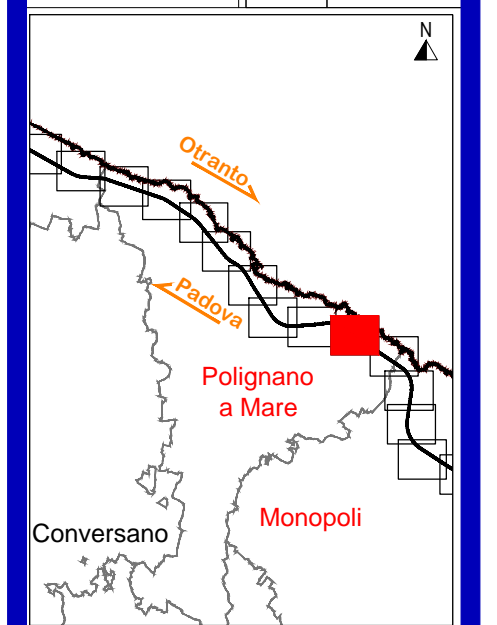 N
Otranto
Padova
Polignano
a Mare
Monopoli
Conversano